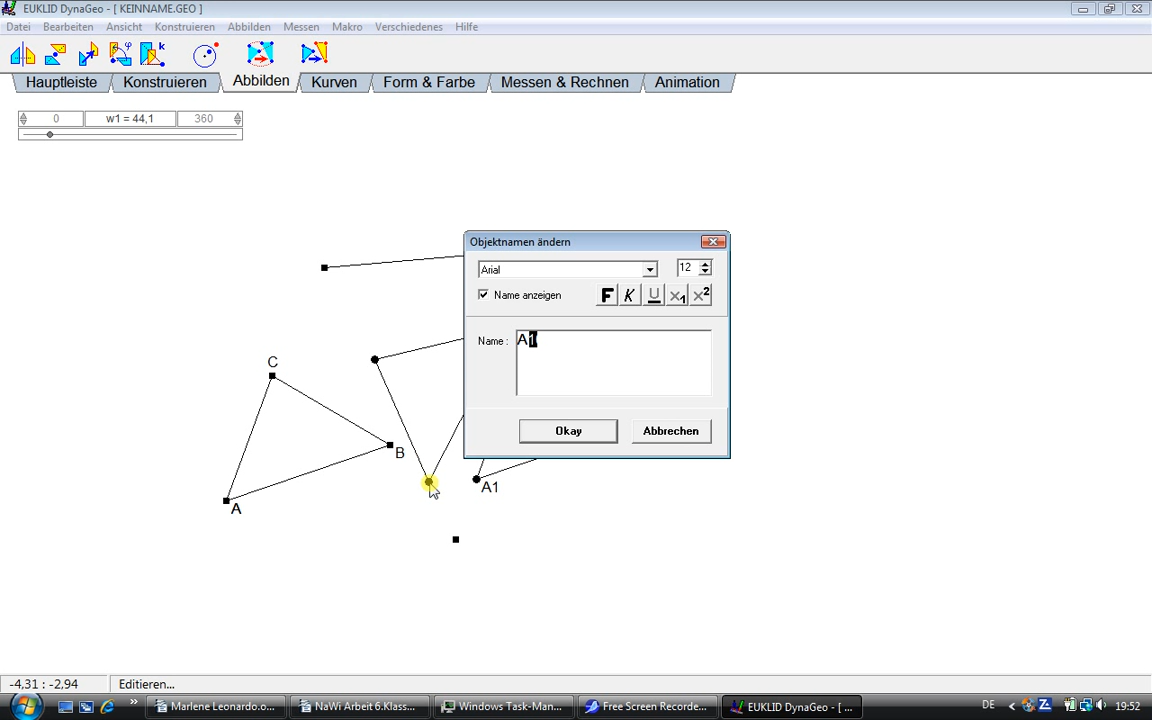 EUKLID DynaGeo - [ KEINNAME.GEO ]
Datei Bearbeiten Ansicht Konstruieren Abbilden Messen Makro Verschiedenes Hilfe
Hauptleiste Konstruieren Abbilden Kurven Form & Farbe Messen & Rechnen Animation
0 w1 = 44,1 360
Objektnamen ändern
Arial 12
Name anzeigen F K U x1 x2
Name : A1
Okay Abbrechen
C
B
A
A1
-4,31 : -2,94 Editieren...
Marlene Leonardo.o... NaWi Arbeit 6.Klass... Windows Task-Man... Free Screen Recorde... EUKLID DynaGeo - [ ... DE < 19:52